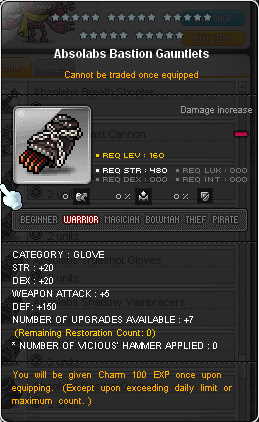 Absolabs Bastion Gauntlets
Cannot be traded once equipped
Damage increase
REQ LEV : 160
REQ STR : 480 REQ LUK : 000
REQ DEX : 000 REQ INT : 000
0 0 % 0 %
BEGINNER WARRIOR MAGICIAN BOWMAN THIEF PIRATE
CATEGORY : GLOVE
STR : +20
DEX : +20
WEAPON ATTACK : +5
DEF: +150
NUMBER OF UPGRADES AVAILABLE : +7
(Remaining Restoration Count: 0)
* NUMBER OF VICIOUS' HAMMER APPLIED : 0
You will be given Charm 100 EXP once upon
equipping. (Except upon exceeding daily limit or
maximum count. )